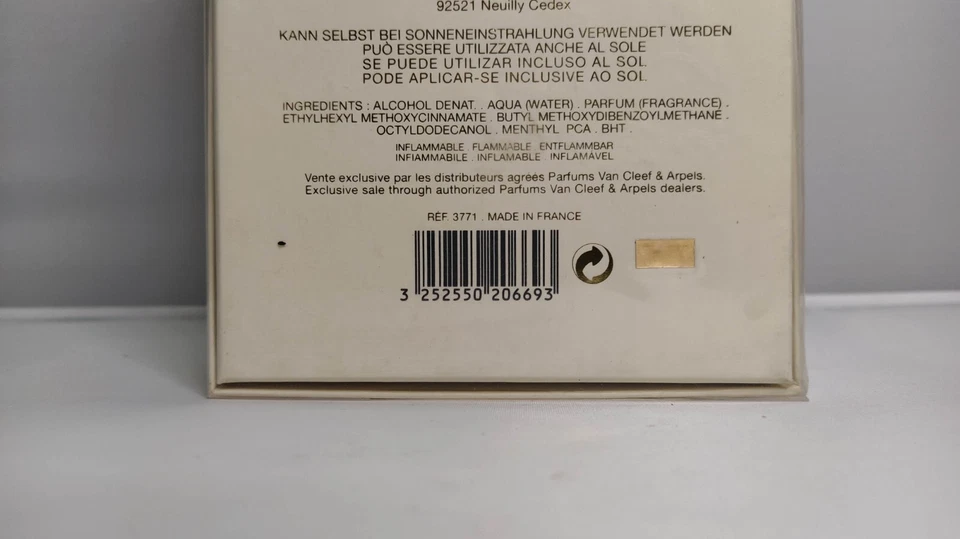 92521 Neuilly Cedex
KANN SELBST BEI SONNENEINSTRAHLUNG VERWENDET WERDEN
PUÒ ESSERE UTILIZZATA ANCHE AL SOLE
SE PUEDE UTILIZAR INCLUSO AL SOL.
PODE APLICAR-SE INCLUSIVE AO SOL.
INGREDIENTS : ALCOHOL DENAT. . AQUA (WATER) . PARFUM (FRAGRANCE) .
ETHYLHEXYL METHOXYCINNAMATE . BUTYL METHOXYDIBENZOYLMETHANE .
OCTYLDODECANOL . MENTHYL PCA . BHT .
INFLAMMABLE . FLAMMABLE . ENTFLAMMBAR
INFIAMMABILE . INFLAMABLE . INFLAMÁVEL
Vente exclusive par les distributeurs agréés Parfums Van Cleef & Arpels.
Exclusive sale through authorized Parfums Van Cleef & Arpels dealers.
RÉF. 3771 . MADE IN FRANCE
3 252550 206693